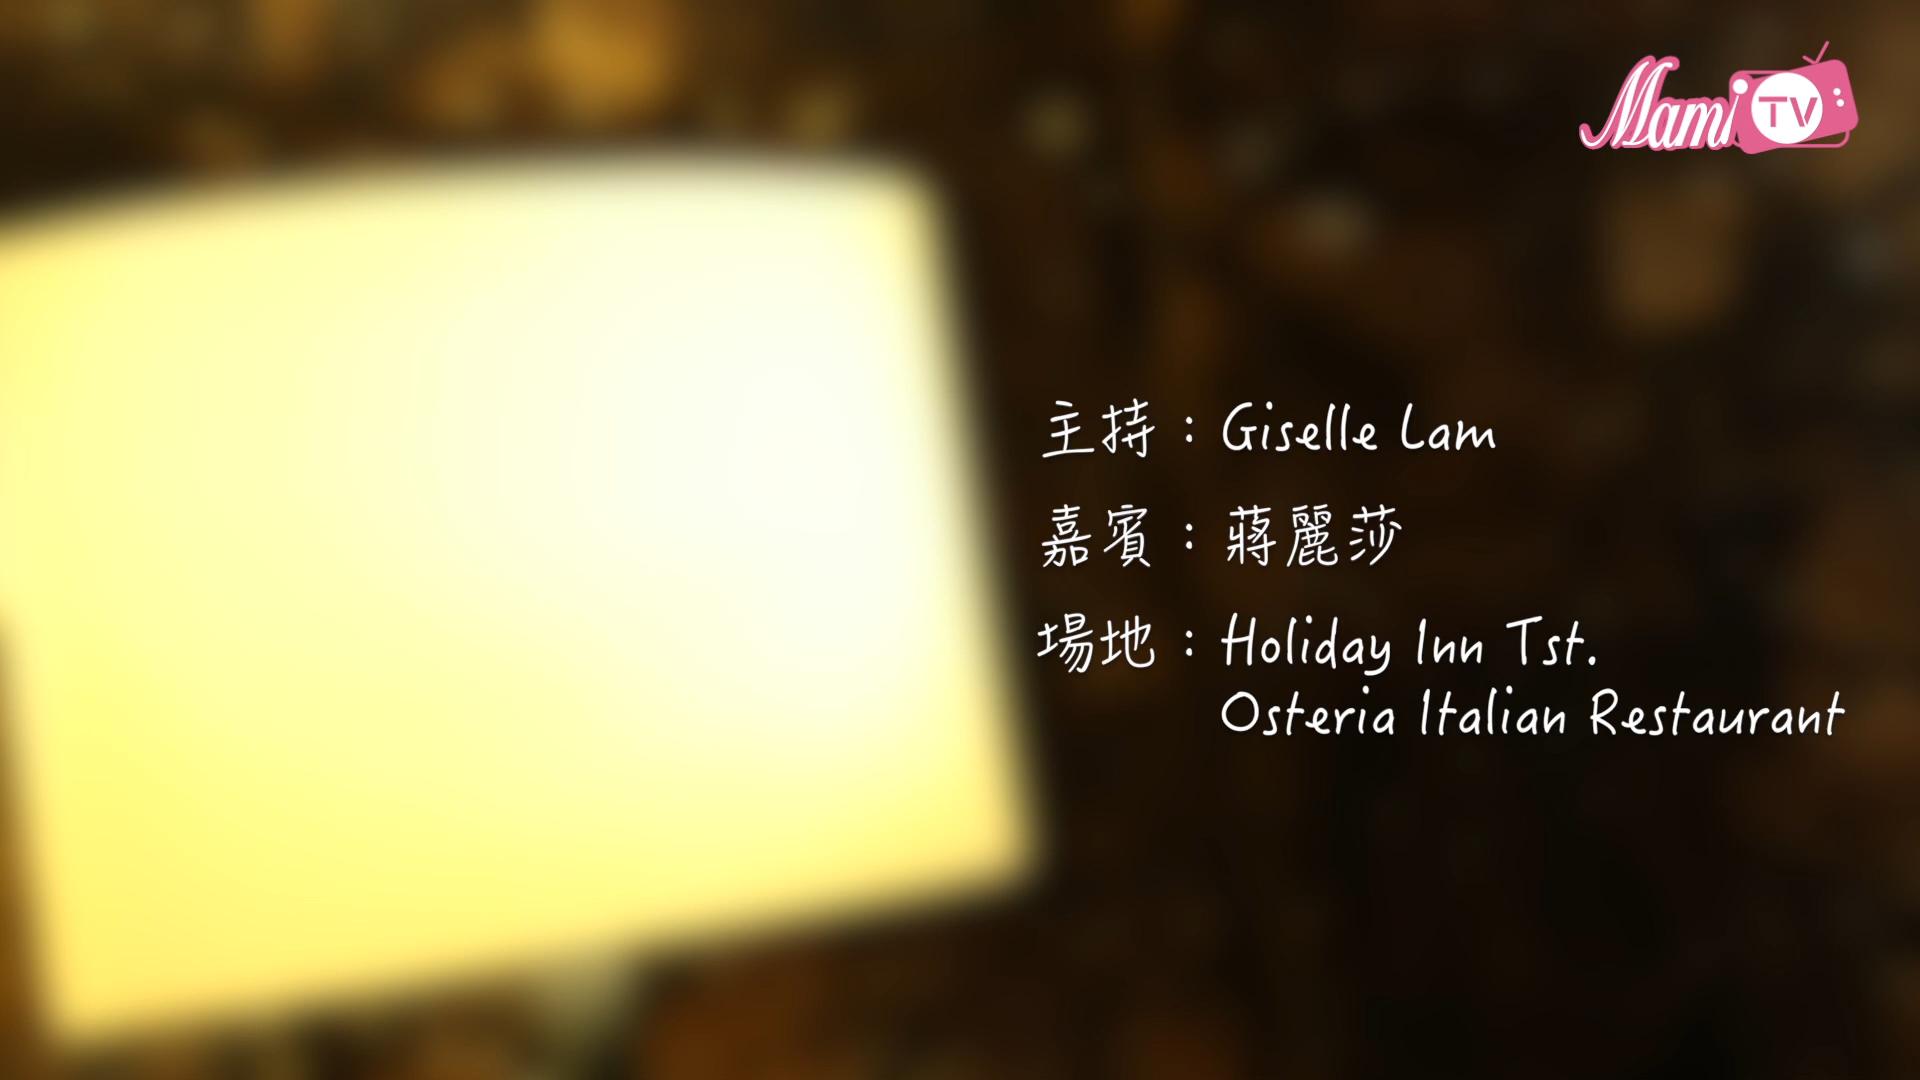 Mami TV
主持：Giselle Lam
嘉賓：蔣麗莎
場地：Holiday Inn Tst.
Osteria Italian Restaurant